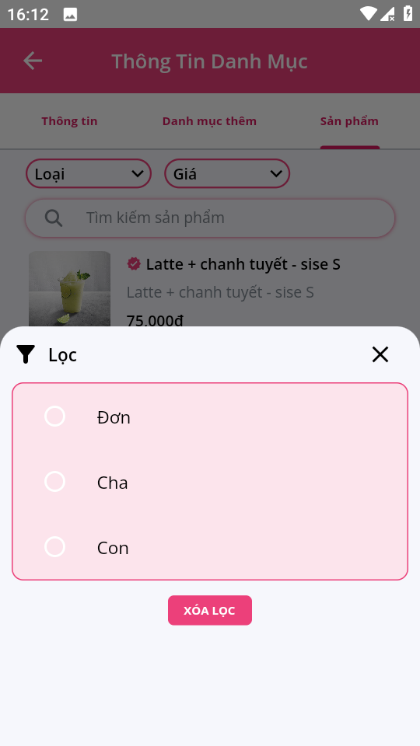 16:12
Thông Tin Danh Mục
Thông tin
Danh mục thêm
Sản phẩm
Loại
Giá
Tìm kiếm sản phẩm
Latte + chanh tuyết - sise S
Latte + chanh tuyết - sise S
75.000đ
Lọc
Đơn
Cha
Con
XÓA LỌC